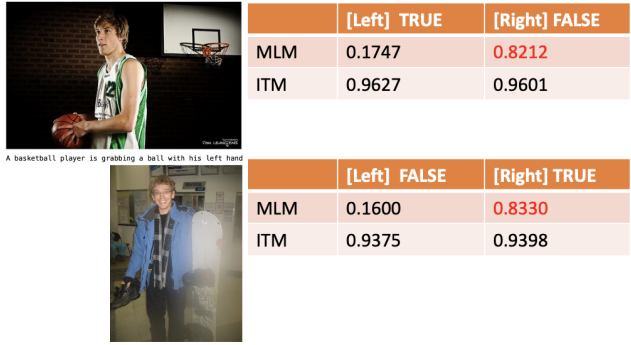 [Left] TRUE [Right] FALSE
MLM 0.1747 0.8212
ITM 0.9627 0.9601
A basketball player is grabbing a ball with his left hand
[Left] FALSE [Right] TRUE
MLM 0.1600 0.8330
ITM 0.9375 0.9398